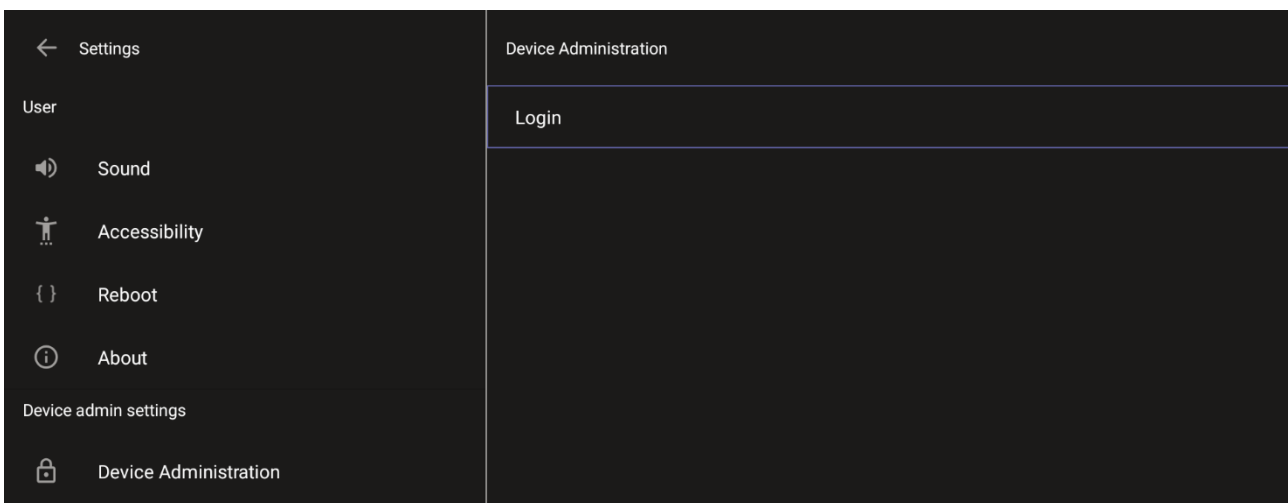 Settings
User
Sound
Accessibility
{ } Reboot
About
Device admin settings
Device Administration
Device Administration
Login